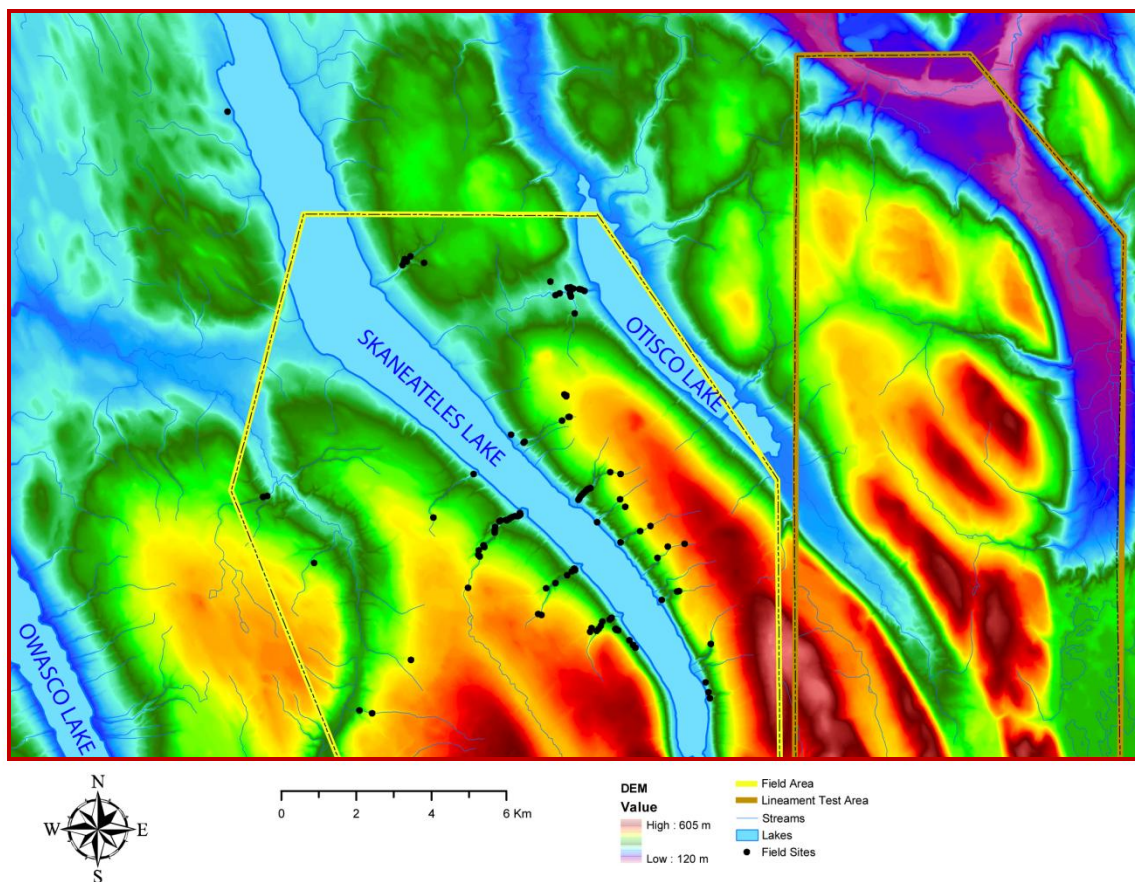 SKANEATELES LAKE
OTISCO LAKE
OWASCO LAKE
N
W
E
S
0
2
4
6 Km
DEM
Value
High : 605 m
Low : 120 m
Field Area
Lineament Test Area
Streams
Lakes
Field Sites